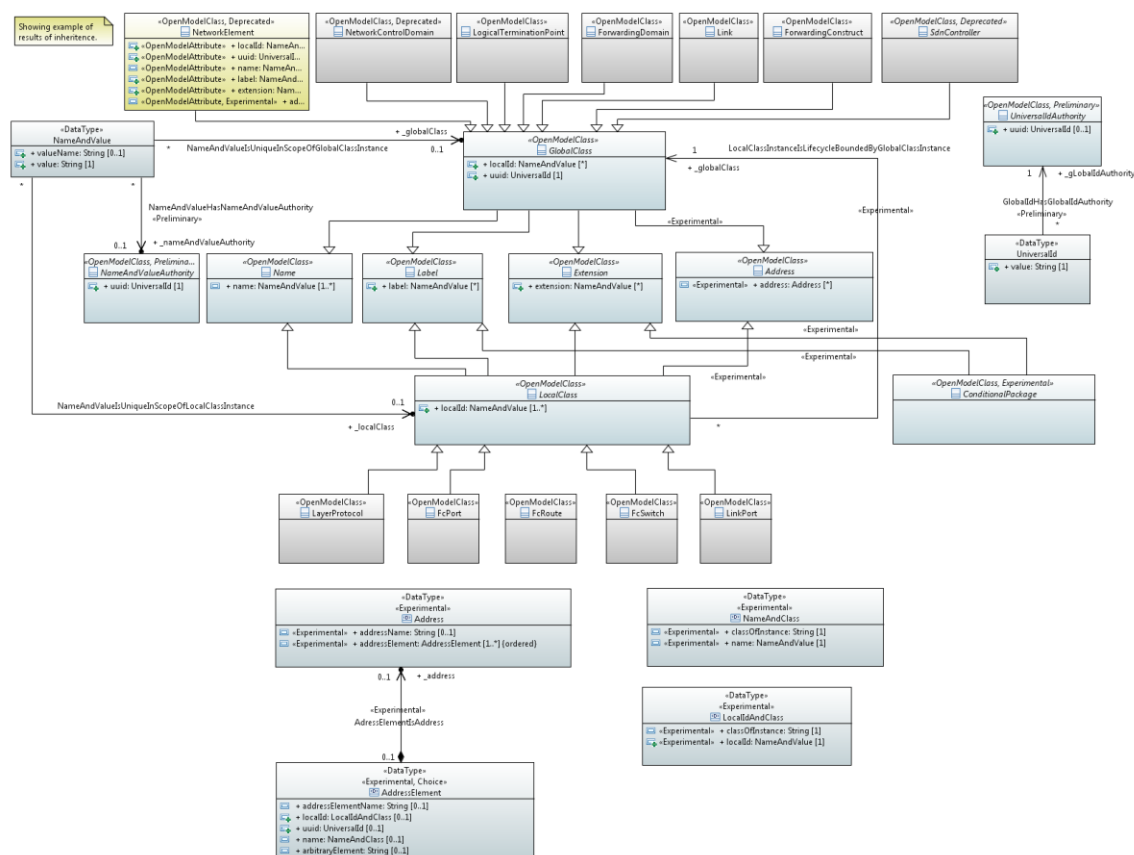 Showing example of
results of inheritence.
«OpenModelClass, Deprecated»
NetworkElement
«OpenModelAttribute» + localId: NameAn...
«OpenModelAttribute» + uuid: UniversalI...
«OpenModelAttribute» + name: NameAn...
«OpenModelAttribute» + label: NameAnd...
«OpenModelAttribute» + extension: Nam...
«OpenModelAttribute, Experimental» + ad...
«OpenModelClass, Deprecated»
NetworkControlDomain
«OpenModelClass»
LogicalTerminationPoint
«OpenModelClass»
ForwardingDomain
«OpenModelClass»
Link
«OpenModelClass»
ForwardingConstruct
«OpenModelClass, Deprecated»
SdnController
«DataType»
NameAndValue
+ valueName: String [0..1]
+ value: String [1]
*
NameAndValueIsUniqueInScopeOfGlobalClassInstance
+ _globalClass
0..1
«OpenModelClass»
GlobalClass
+ localId: NameAndValue [*]
+ uuid: UniversalId [1]
LocalClassInstanceIsLifecycleBoundedByGlobalClassInstance
1
+ _globalClass
«Experimental»
«OpenModelClass, Preliminary»
UniversalIdAuthority
+ uuid: UniversalId [0..1]
1
+ _gLobalIdAuthority
GlobalIdHasGlobalIdAuthority
«Preliminary»
*
«DataType»
UniversalId
+ value: String [1]
*
*
NameAndValueHasNameAndValueAuthority
«Preliminary»
0..1
+ _nameAndValueAuthority
«Experimental»
«OpenModelClass, Prelimina...
NameAndValueAuthority
+ uuid: UniversalId [1]
«OpenModelClass»
Name
+ name: NameAndValue [1..*]
«OpenModelClass»
Label
+ label: NameAndValue [*]
«OpenModelClass»
Extension
+ extension: NameAndValue [*]
«OpenModelClass»
Address
«Experimental» + address: Address [*]
«Experimental»
«Experimental»
«Experimental»
NameAndValueIsUniqueInScopeOfLocalClassInstance
0..1
+ _localClass
«OpenModelClass»
LocalClass
+ localId: NameAndValue [1..*]
*
«OpenModelClass, Experimental»
ConditionalPackage
«OpenModelClass»
LayerProtocol
«OpenModelClass»
FcPort
«OpenModelClass»
FcRoute
«OpenModelClass»
FcSwitch
«OpenModelClass»
LinkPort
«DataType»
«Experimental»
Address
«Experimental» + addressName: String [0..1]
«Experimental» + addressElement: AddressElement [1..*] {ordered}
«DataType»
«Experimental»
NameAndClass
«Experimental» + classOfInstance: String [1]
«Experimental» + name: NameAndValue [1]
0..1
+ _address
«Experimental»
AdressElementIsAddress
0..1
«DataType»
«Experimental»
LocalIdAndClass
«Experimental» + classOfInstance: String [1]
«Experimental» + localId: NameAndValue [1]
«DataType»
«Experimental, Choice»
AddressElement
+ addressElementName: String [0..1]
+ localId: LocalIdAndClass [0..1]
+ uuid: UniversalId [0..1]
+ name: NameAndClass [0..1]
+ arbitraryElement: String [0..1]